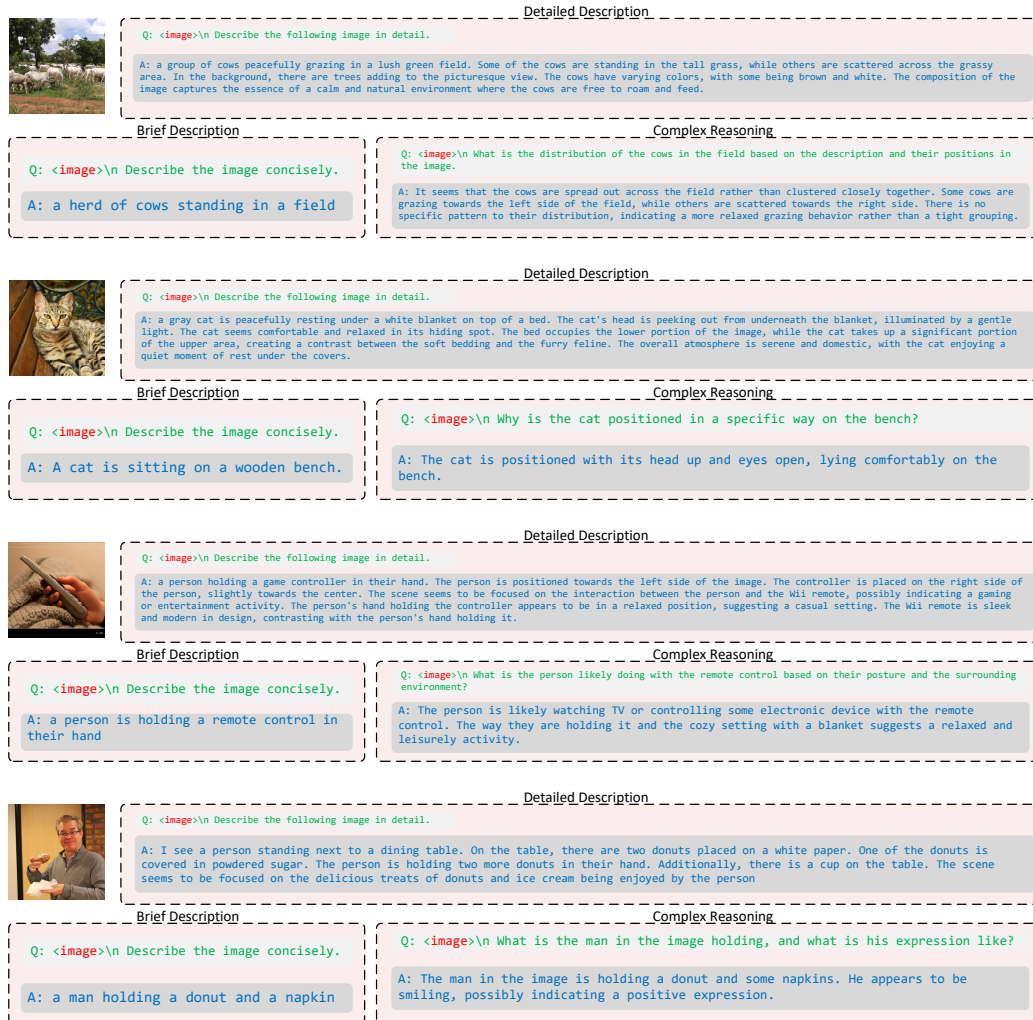 Detailed Description
Q: <image>\n Describe the following image in detail.
A: a group of cows peacefully grazing in a lush green field. Some of the cows are standing in the tall grass, while others are scattered across the grassy
area. In the background, there are trees adding to the picturesque view. The cows have varying colors, with some being brown and white. The composition of the
image captures the essence of a calm and natural environment where the cows are free to roam and feed.
Brief Description
Q: <image>\n Describe the image concisely.
A: a herd of cows standing in a field
Complex Reasoning
Q: <image>\n What is the distribution of the cows in the field based on the description and their positions in
the image.
A: It seems that the cows are spread out across the field rather than clustered closely together. Some cows are
grazing towards the left side of the field, while others are scattered towards the right side. There is no
specific pattern to their distribution, indicating a more relaxed grazing behavior rather than a tight grouping.
Detailed Description
Q: <image>\n Describe the following image in detail.
A: a gray cat is peacefully resting under a white blanket on top of a bed. The cat's head is peeking out from underneath the blanket, illuminated by a gentle
light. The cat seems comfortable and relaxed in its hiding spot. The bed occupies the lower portion of the image, while the cat takes up a significant portion
of the upper area, creating a contrast between the soft bedding and the furry feline. The overall atmosphere is serene and domestic, with the cat enjoying a
quiet moment of rest under the covers.
Brief Description
Q: <image>\n Describe the image concisely.
A: A cat is sitting on a wooden bench.
Complex Reasoning
Q: <image>\n Why is the cat positioned in a specific way on the bench?
A: The cat is positioned with its head up and eyes open, lying comfortably on the
bench.
Detailed Description
Q: <image>\n Describe the following image in detail.
A: a person holding a game controller in their hand. The person is positioned towards the left side of the image. The controller is placed on the right side of
the person, slightly towards the center. The scene seems to be focused on the interaction between the person and the Wii remote, possibly indicating a gaming
or entertainment activity. The person's hand holding the controller appears to be in a relaxed position, suggesting a casual setting. The Wii remote is sleek
and modern in design, contrasting with the person's hand holding it.
Brief Description
Q: <image>\n Describe the image concisely.
A: a person is holding a remote control in
their hand
Complex Reasoning
Q: <image>\n What is the person likely doing with the remote control based on their posture and the surrounding
environment?
A: The person is likely watching TV or controlling some electronic device with the remote
control. The way they are holding it and the cozy setting with a blanket suggests a relaxed and
leisurely activity.
Detailed Description
Q: <image>\n Describe the following image in detail.
A: I see a person standing next to a dining table. On the table, there are two donuts placed on a white paper. One of the donuts is
covered in powdered sugar. The person is holding two more donuts in their hand. Additionally, there is a cup on the table. The scene
seems to be focused on the delicious treats of donuts and ice cream being enjoyed by the person
Brief Description
Q: <image>\n Describe the image concisely.
A: a man holding a donut and a napkin
Complex Reasoning
Q: <image>\n What is the man in the image holding, and what is his expression like?
A: The man in the image is holding a donut and some napkins. He appears to be
smiling, possibly indicating a positive expression.